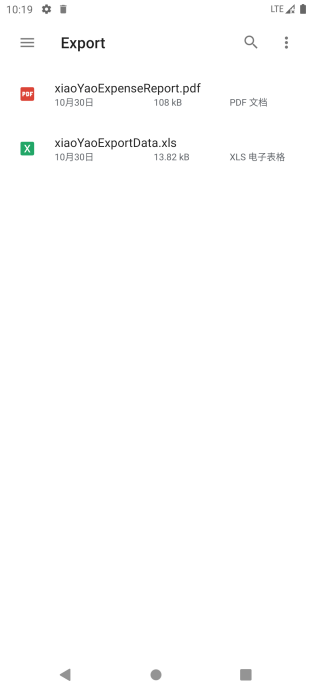 10:19
LTE
Export
PDF
xiaoYaoExpenseReport.pdf
10月30日 108 kB PDF 文档
X
xiaoYaoExportData.xls
10月30日 13.82 kB XLS 电子表格